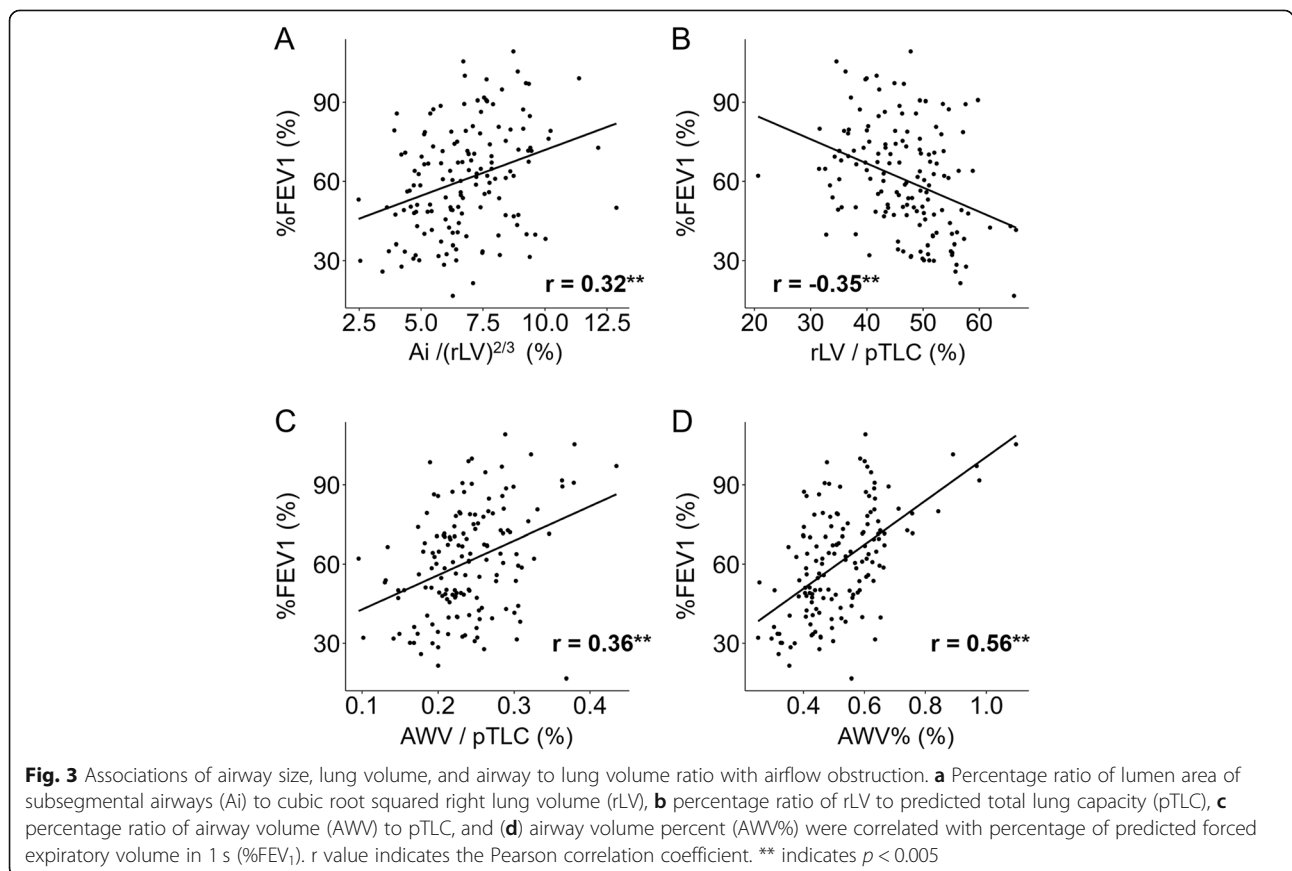 A
%FEV1 (%)
90
60
30
r = 0.32**
2.5 5.0 7.5 10.0 12.5
Ai /(rLV)2/3 (%)
B
%FEV1 (%)
90
60
30
r = -0.35**
20 30 40 50 60
rLV / pTLC (%)
C
%FEV1 (%)
90
60
30
r = 0.36**
0.1 0.2 0.3 0.4
AWV / pTLC (%)
D
%FEV1 (%)
90
60
30
r = 0.56**
0.4 0.6 0.8 1.0
AWV% (%)
Fig. 3 Associations of airway size, lung volume, and airway to lung volume ratio with airflow obstruction. a Percentage ratio of lumen area of
subsegmental airways (Ai) to cubic root squared right lung volume (rLV), b percentage ratio of rLV to predicted total lung capacity (pTLC), c
percentage ratio of airway volume (AWV) to pTLC, and (d) airway volume percent (AWV%) were correlated with percentage of predicted forced
expiratory volume in 1 s (%FEV1). r value indicates the Pearson correlation coefficient. ** indicates p < 0.005